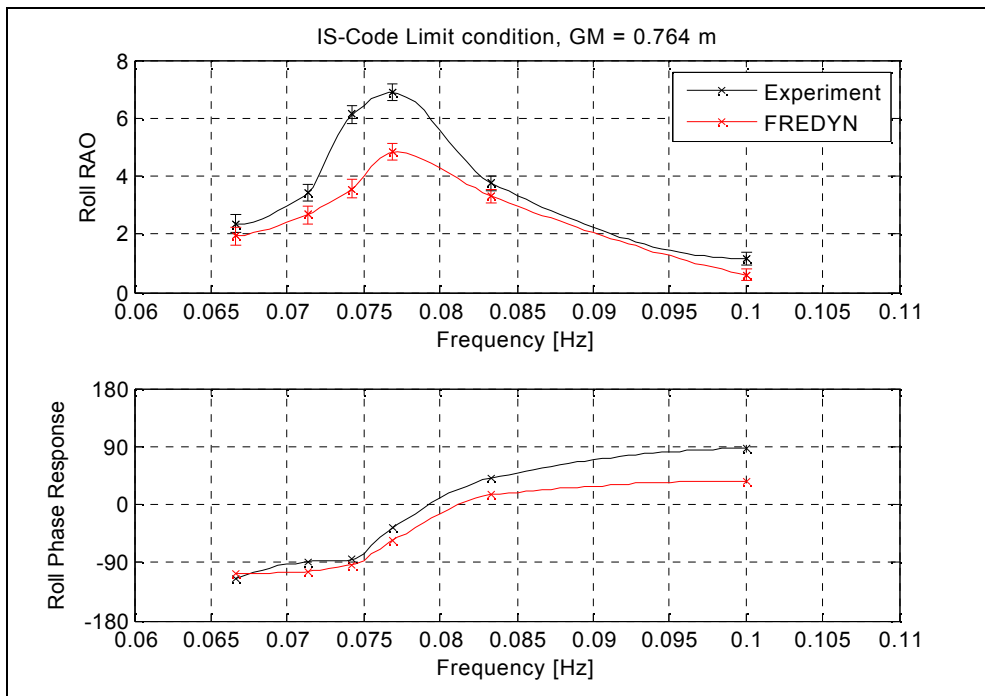 IS-Code Limit condition, GM = 0.764 m
8
6
4
2
0
Roll RAO
Experiment
FREDYN
0.06 0.065 0.07 0.075 0.08 0.085 0.09 0.095 0.1 0.105 0.11
Frequency [Hz]
180
90
0
-90
-180
Roll Phase Response
0.06 0.065 0.07 0.075 0.08 0.085 0.09 0.095 0.1 0.105 0.11
Frequency [Hz]